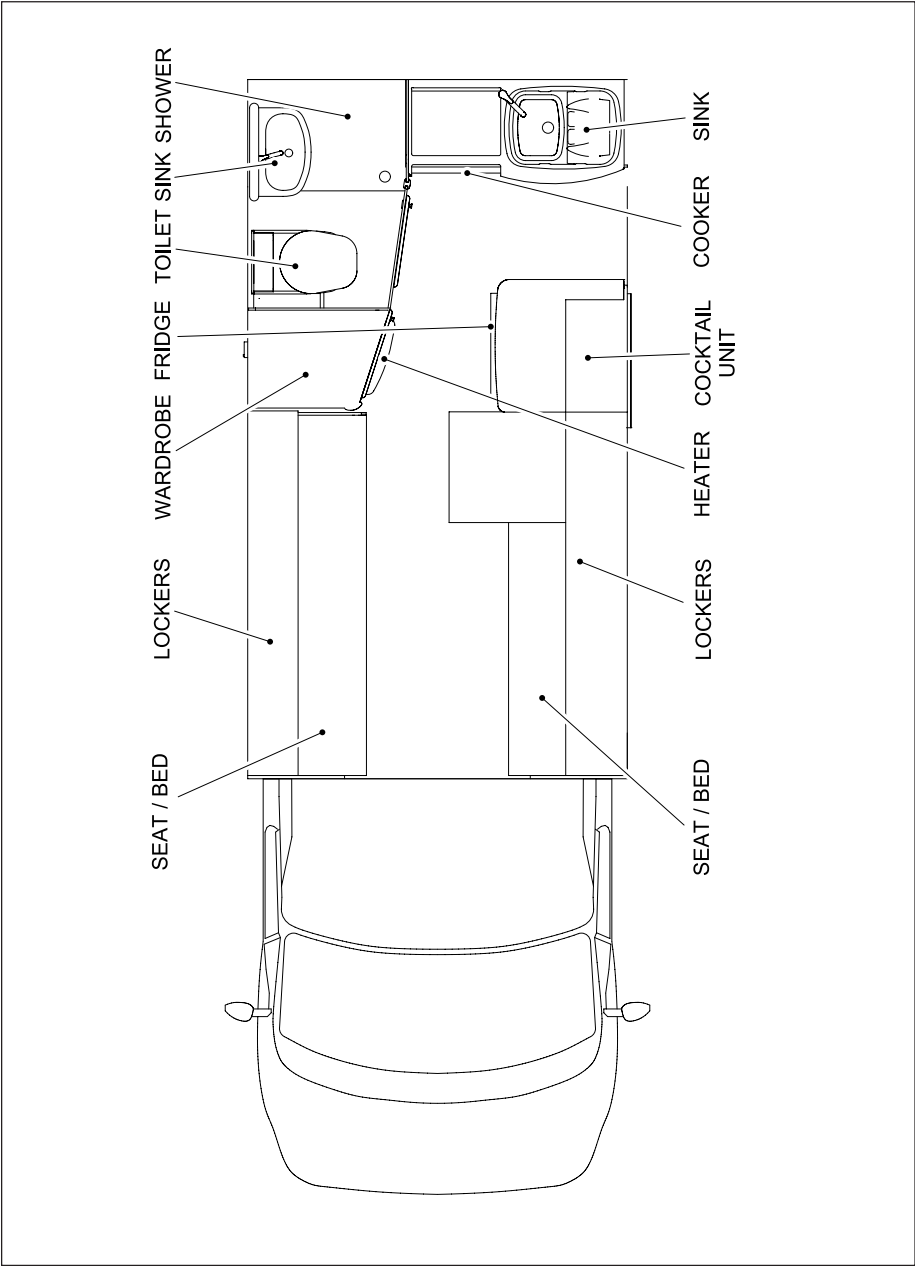 SEAT / BED
LOCKERS
WARDROBE
FRIDGE
TOILET
SINK
SHOWER
SEAT / BED
LOCKERS
HEATER
COCKTAIL
UNIT
COOKER
SINK